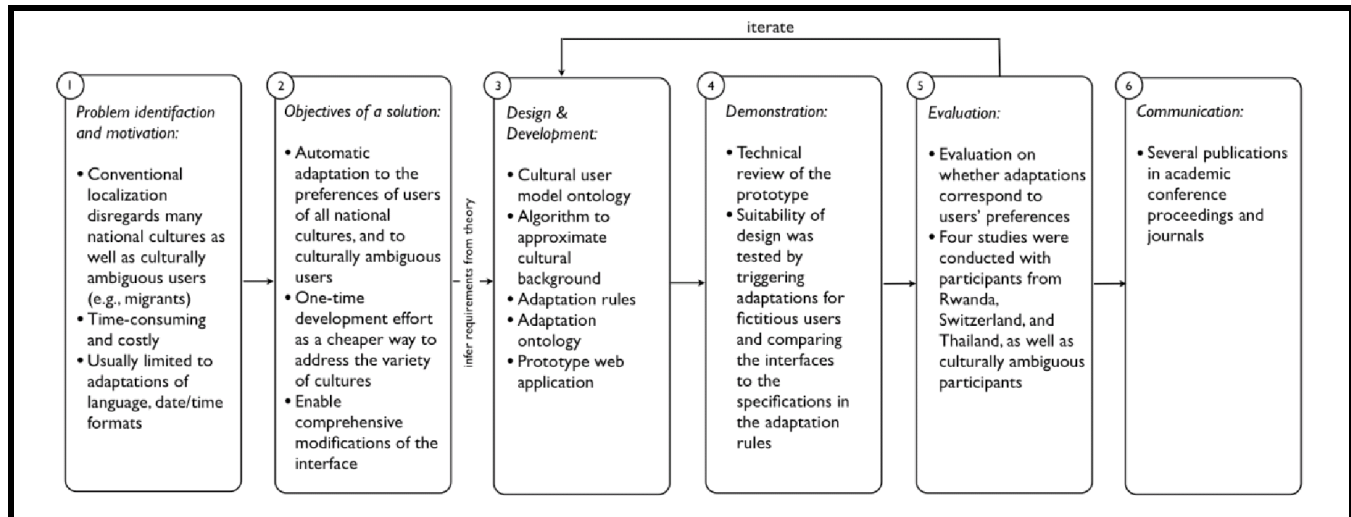 iterate
1
Problem identifaction
and motivation:
• Conventional
localization
disregards many
national cultures as
well as culturally
ambiguous users
(e.g., migrants)
• Time-consuming
and costly
• Usually limited to
adaptations of
language, date/time
formats
2
Objectives of a solution:
• Automatic
adaptation to the
preferences of users
of all national
cultures, and to
culturally ambiguous
users
• One-time
development effort
as a cheaper way to
address the variety
of cultures
• Enable
comprehensive
modifications of the
interface
infer requirements from theory
3
Design &
Development:
• Cultural user
model ontology
• Algorithm to
approximate
cultural
background
• Adaptation rules
• Adaptation
ontology
• Prototype web
application
4
Demonstration:
• Technical
review of the
prototype
• Suitability of
design was
tested by
triggering
adaptations for
fictitious users
and comparing
the interfaces
to the
specifications in
the adaptation
rules
5
Evaluation:
• Evaluation on
whether adaptations
correspond to
users' preferences
• Four studies were
conducted with
participants from
Rwanda,
Switzerland, and
Thailand, as well as
culturally ambiguous
participants
6
Communication:
• Several publications
in academic
conference
proceedings and
journals